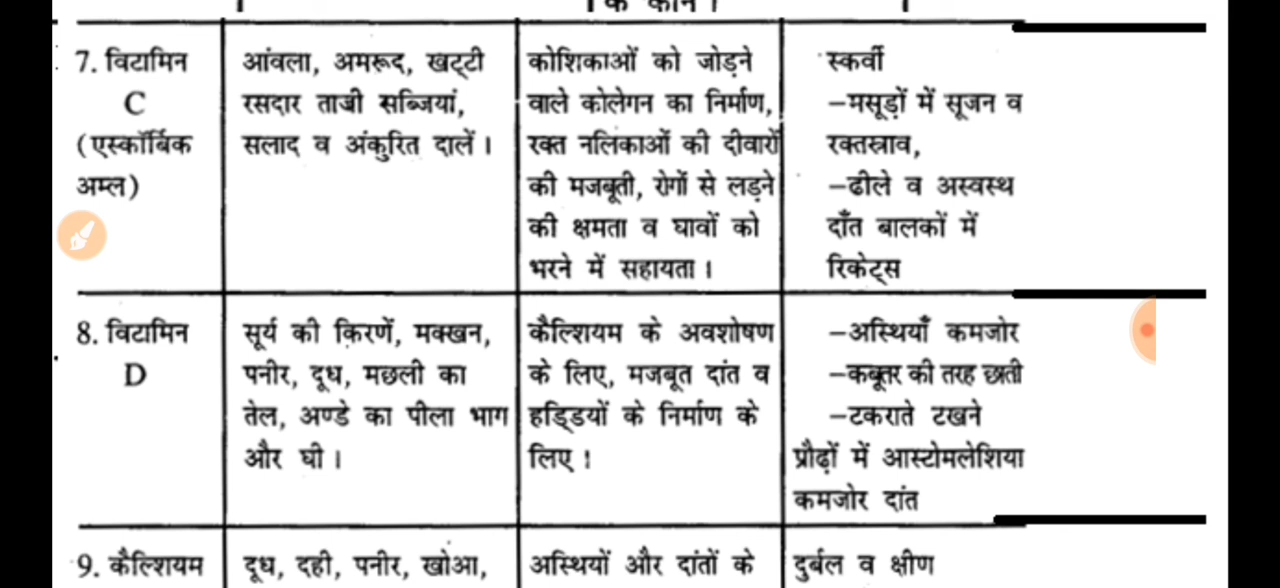 के काम।
7. विटामिन
C
(एस्कॉर्बिक
अम्ल)
आंवला, अमरूद, खट्टी
रसदार ताजी सब्जियां,
सलाद व अंकुरित दालें।
कोशिकाओं को जोड़ने
वाले कोलेगन का निर्माण,
रक्त नलिकाओं की दीवारों
की मजबूती, रोगों से लड़ने
की क्षमता व घावों को
भरने में सहायता।
स्कर्वी
–मसूड़ों में सूजन व
रक्तस्राव,
–ढीले व अस्वस्थ
दाँत बालकों में
रिकेट्स
8. विटामिन
D
सूर्य की किरणें, मक्खन,
पनीर, दूध, मछली का
तेल, अण्डे का पीला भाग
और घी।
कैल्शियम के अवशोषण
के लिए, मजबूत दांत व
हड्डियों के निर्माण के
लिए।
–अस्थियाँ कमजोर
–कबूतर की तरह छाती
–टकराते टखने
प्रौढ़ों में आस्टोमलेशिया
कमजोर दांत
9. कैल्शियम
दूध, दही, पनीर, खोआ,
अस्थियों और दांतों के
दुर्बल व क्षीण